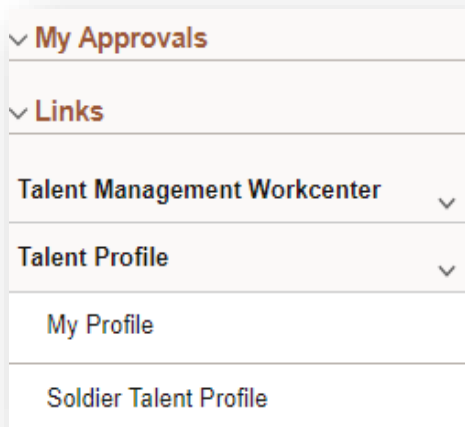 My Approvals
Links
Talent Management Workcenter
Talent Profile
My Profile
Soldier Talent Profile